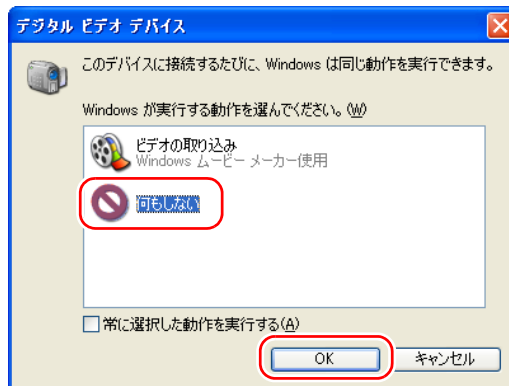 デジタル ビデオ デバイス
このデバイスに接続するたびに、Windows は同じ動作を実行できます。
Windows が実行する動作を選んでください。(W)
ビデオの取り込み
Windows ムービー メーカー使用
何もしない
常に選択した動作を実行する(A)
OK
キャンセル